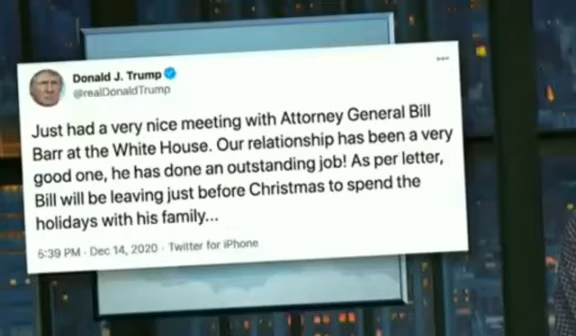 Donald J. Trump
@realDonaldTrump
Just had a very nice meeting with Attorney General Bill
Barr at the White House. Our relationship has been a very
good one, he has done an outstanding job! As per letter,
Bill will be leaving just before Christmas to spend the
holidays with his family...
5:39 PM · Dec 14, 2020 · Twitter for iPhone